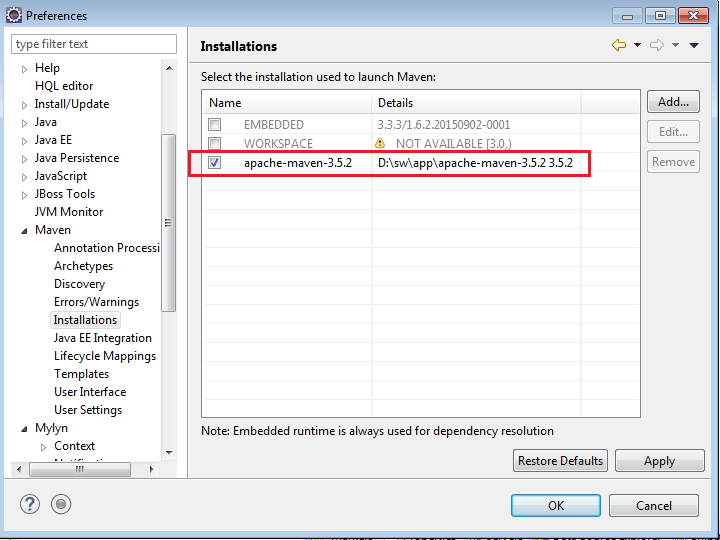 Preferences
type filter text
Help
HQL editor
Install/Update
Java
Java EE
Java Persistence
JavaScript
JBoss Tools
JVM Monitor
Maven
Annotation Processi
Archetypes
Discovery
Errors/Warnings
Installations
Java EE Integration
Lifecycle Mappings
Templates
User Interface
User Settings
Mylyn
Context
Installations
Select the installation used to launch Maven:
Name Details
EMBEDDED 3.3.3/1.6.2.20150902-0001
WORKSPACE NOT AVAILABLE [3.0,)
apache-maven-3.5.2 D:\sw\app\apache-maven-3.5.2 3.5.2
Add...
Edit...
Remove
Note: Embedded runtime is always used for dependency resolution
Restore Defaults Apply
? OK Cancel